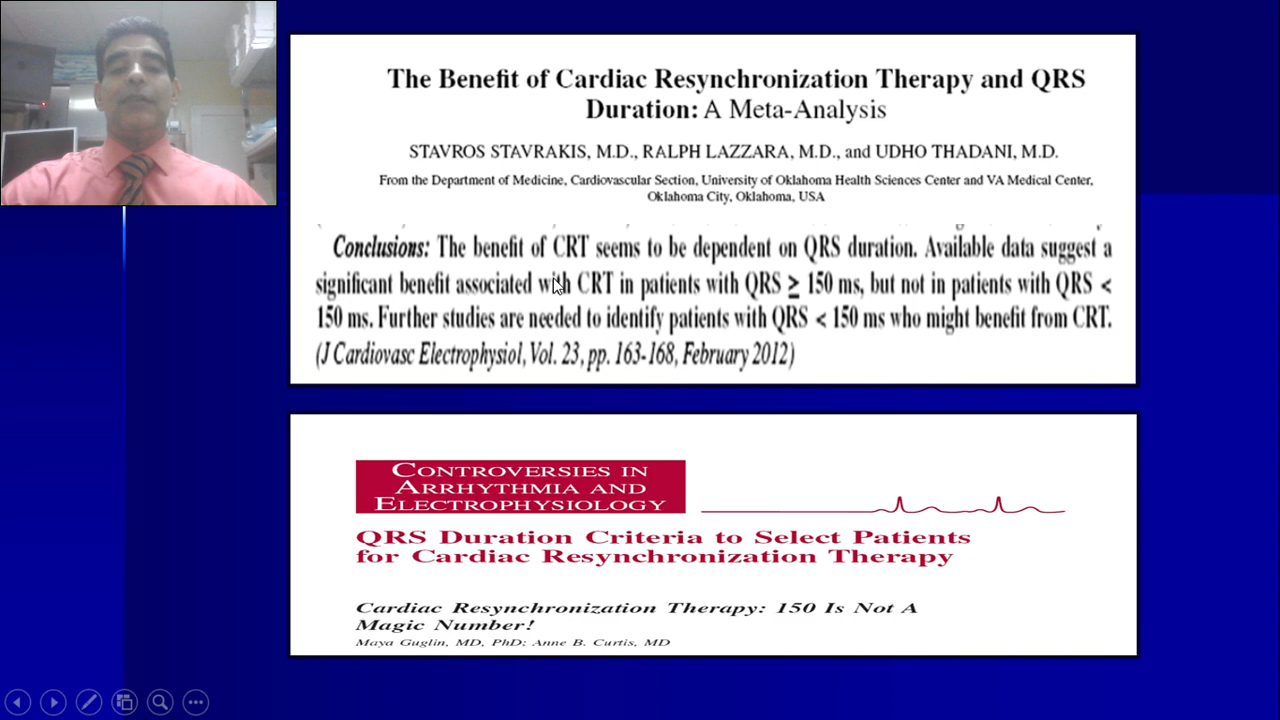 The Benefit of Cardiac Resynchronization Therapy and QRS
Duration: A Meta-Analysis
STAVROS STAVRAKIS, M.D., RALPH LAZZARA, M.D., and UDHO THADANI, M.D.
From the Department of Medicine, Cardiovascular Section, University of Oklahoma Health Sciences Center and VA Medical Center,
Oklahoma City, Oklahoma, USA
Conclusions: The benefit of CRT seems to be dependent on QRS duration. Available data suggest a
significant benefit associated with CRT in patients with QRS ≥ 150 ms, but not in patients with QRS <
150 ms. Further studies are needed to identify patients with QRS < 150 ms who might benefit from CRT.
(J Cardiovasc Electrophysiol, Vol. 23, pp. 163-168, February 2012)
CONTROVERSIES IN
ARRHYTHMIA AND
ELECTROPHYSIOLOGY
QRS Duration Criteria to Select Patients
for Cardiac Resynchronization Therapy
Cardiac Resynchronization Therapy: 150 Is Not A
Magic Number!
Maya Guglin, MD, PhD; Anne B. Curtis, MD